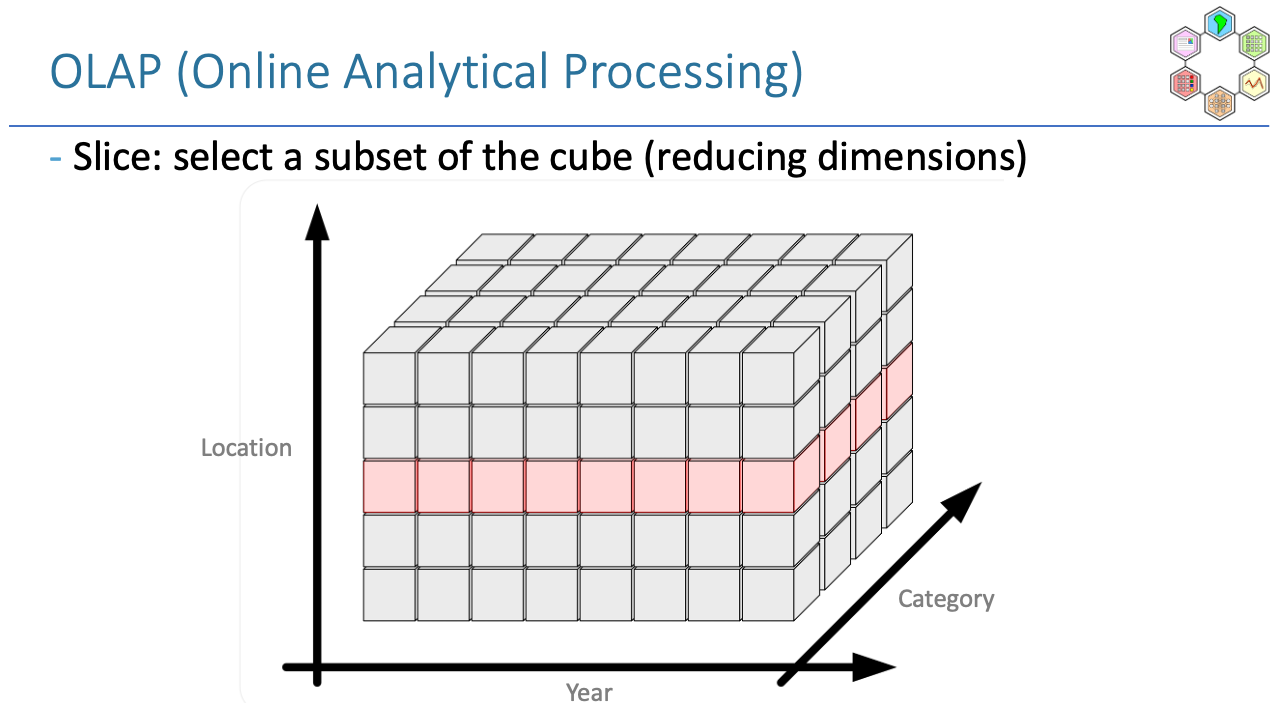 OLAP (Online Analytical Processing)
- Slice: select a subset of the cube (reducing dimensions)
Location
Category
Year